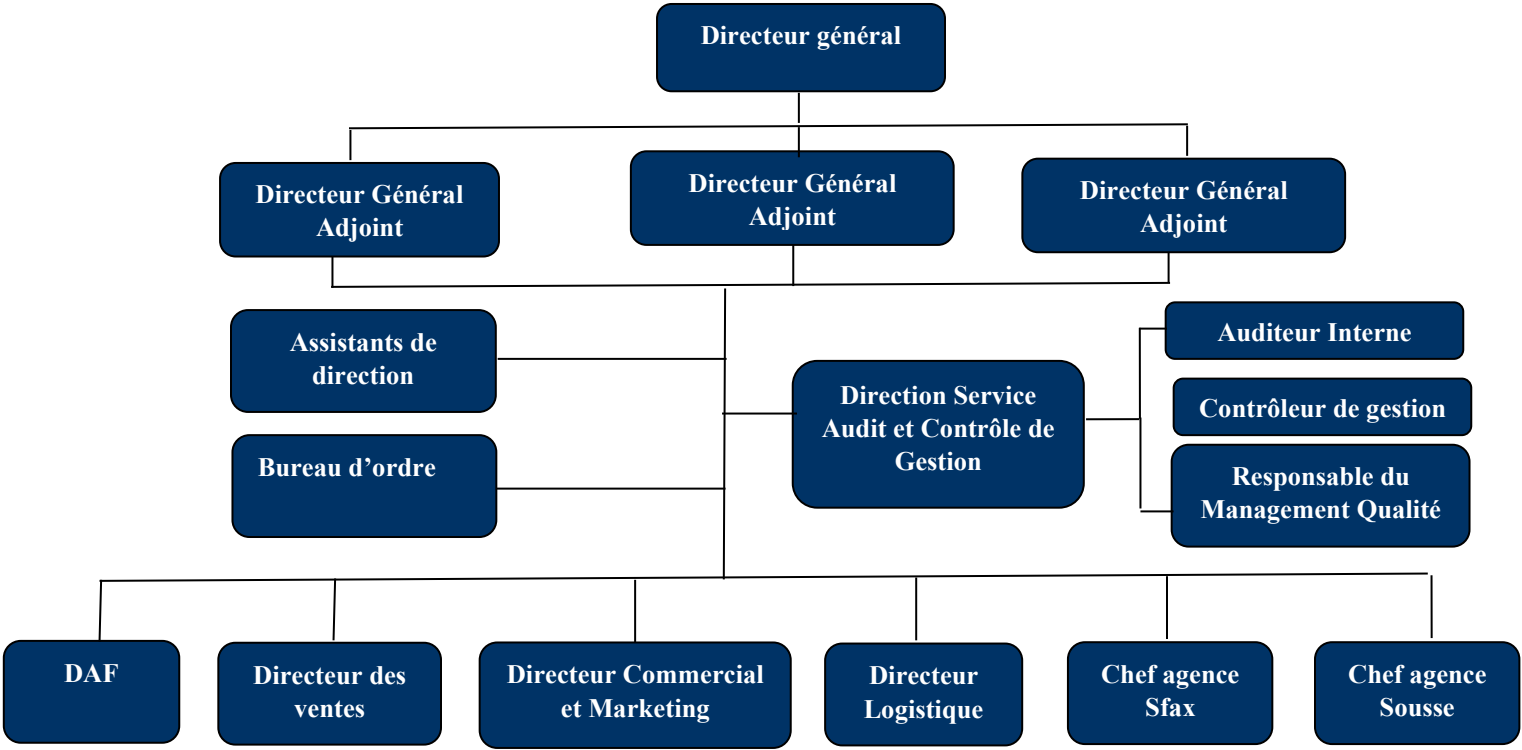 Directeur général
Directeur Général
Adjoint
Directeur Général
Adjoint
Directeur Général
Adjoint
Assistants de
direction
Bureau d’ordre
Direction Service
Audit et Contrôle de
Gestion
Auditeur Interne
Contrôleur de gestion
Responsable du
Management Qualité
DAF
Directeur des
ventes
Directeur Commercial
et Marketing
Directeur
Logistique
Chef agence
Sfax
Chef agence
Sousse